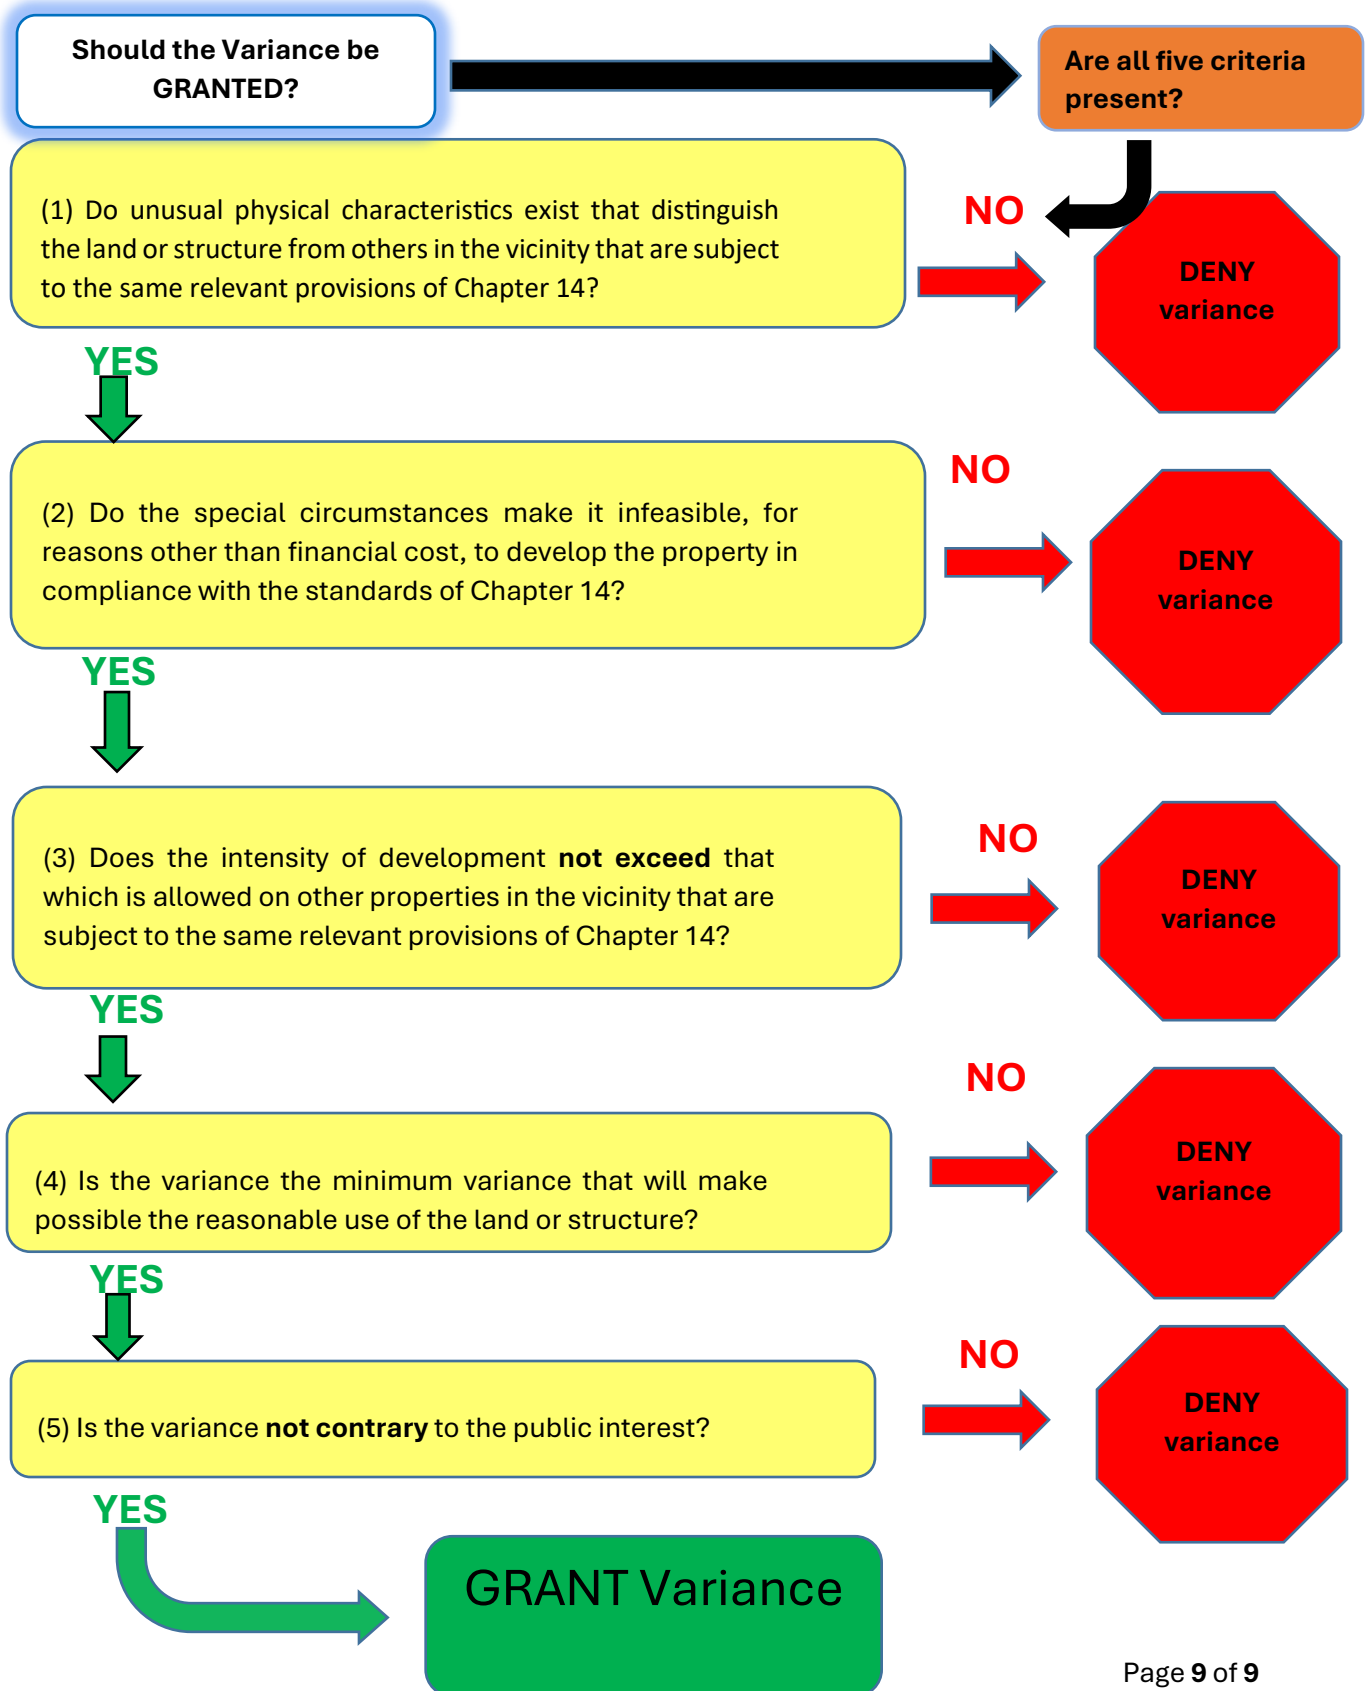 Should the Variance be
GRANTED?
Are all five criteria
present?
(1) Do unusual physical characteristics exist that distinguish
the land or structure from others in the vicinity that are subject
to the same relevant provisions of Chapter 14?
NO
DENY
variance
YES
(2) Do the special circumstances make it infeasible, for
reasons other than financial cost, to develop the property in
compliance with the standards of Chapter 14?
NO
DENY
variance
YES
(3) Does the intensity of development not exceed that
which is allowed on other properties in the vicinity that are
subject to the same relevant provisions of Chapter 14?
NO
DENY
variance
YES
(4) Is the variance the minimum variance that will make
possible the reasonable use of the land or structure?
NO
DENY
variance
YES
(5) Is the variance not contrary to the public interest?
NO
DENY
variance
YES
GRANT Variance
Page 9 of 9